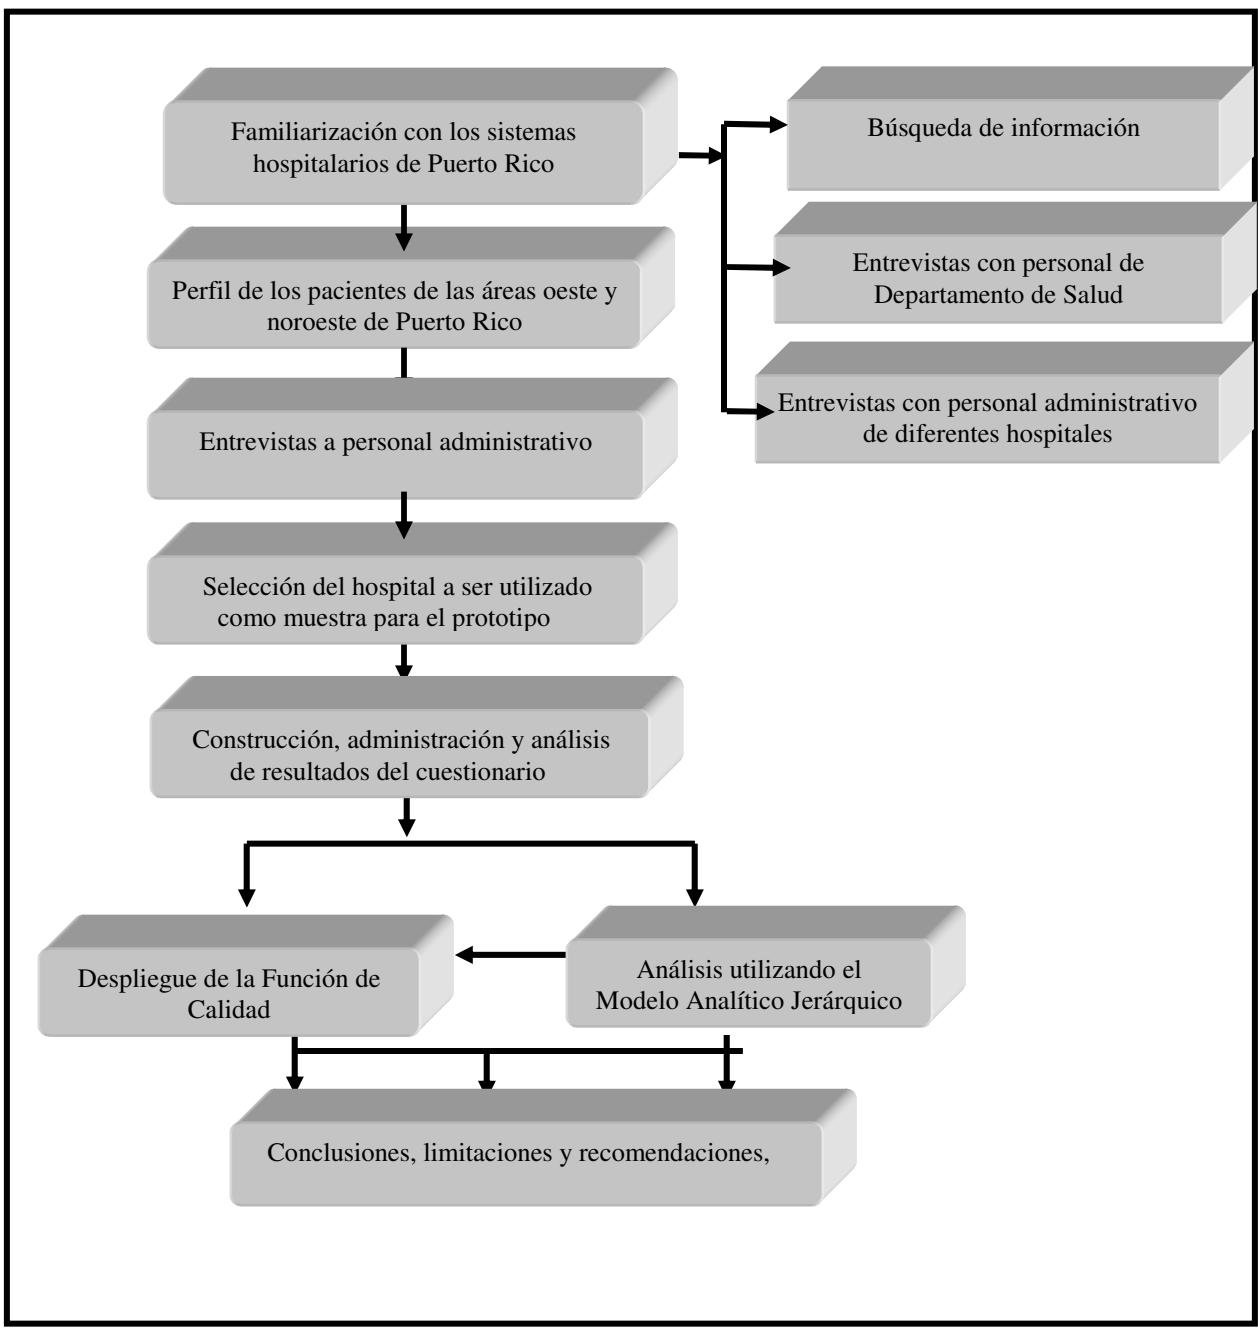 Familiarización con los sistemas
hospitalarios de Puerto Rico
Búsqueda de información
Entrevistas con personal de
Departamento de Salud
Entrevistas con personal administrativo
de diferentes hospitales
Perfil de los pacientes de las áreas oeste y
noroeste de Puerto Rico
Entrevistas a personal administrativo
Selección del hospital a ser utilizado
como muestra para el prototipo
Construcción, administración y análisis
de resultados del cuestionario
Despliegue de la Función de
Calidad
Análisis utilizando el
Modelo Analítico Jerárquico
Conclusiones, limitaciones y recomendaciones,